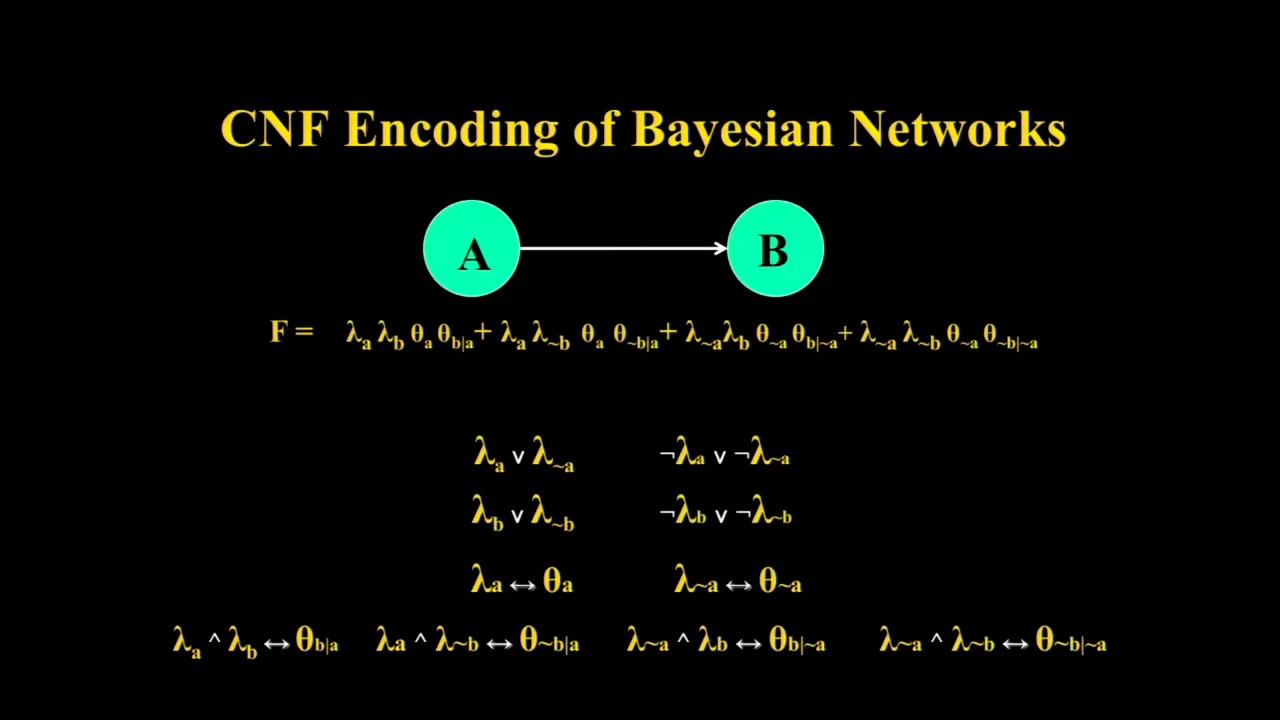 CNF Encoding of Bayesian Networks
A B
F = λa λb θa θb|a + λa λ~b θa θ~b|a + λ~a λb θ~a θb|~a + λ~a λ~b θ~a θ~b|~a
λa ∨ λ~a ¬λa ∨ ¬λ~a
λb ∨ λ~b ¬λb ∨ ¬λ~b
λa ↔ θa λ~a ↔ θ~a
λa ^ λb ↔ θb|a λa ^ λ~b ↔ θ~b|a λ~a ^ λb ↔ θb|~a λ~a ^ λ~b ↔ θ~b|~a